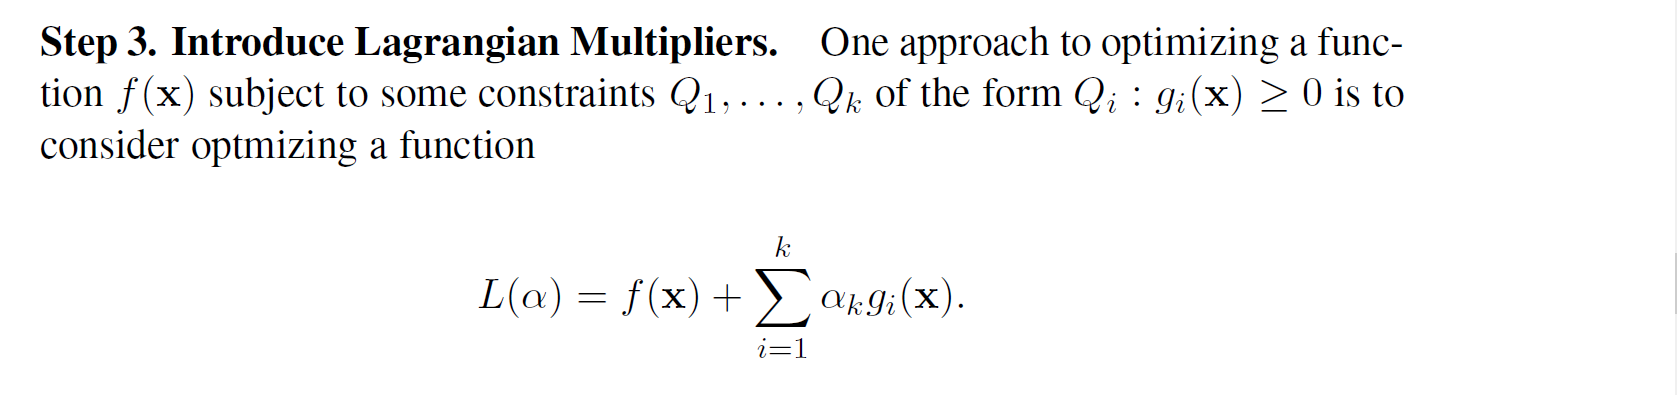 Step 3. Introduce Lagrangian Multipliers. One approach to optimizing a func-
tion f(x) subject to some constraints Q₁, . . . , Qₖ of the form Qᵢ : gᵢ(x) ≥ 0 is to
consider optmizing a function
L(α) = f(x) + ∑ᵢ₌₁ᵏ αₖgᵢ(x).